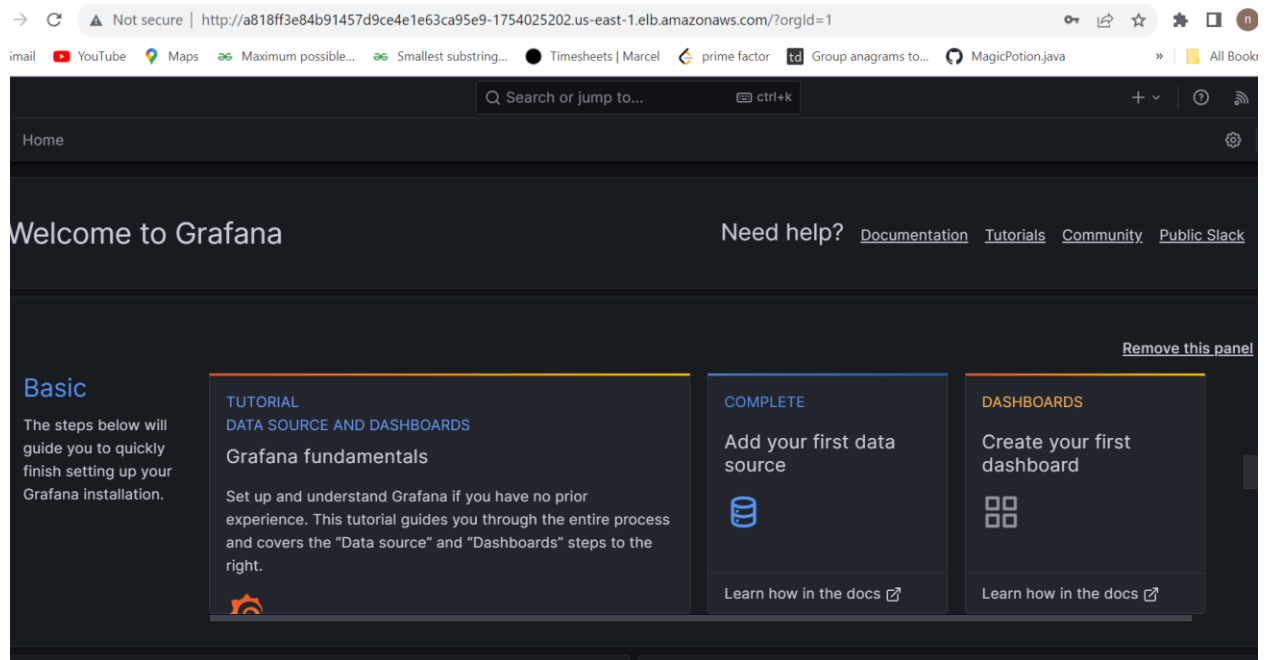 Not secure | http://a818ff3e84b91457d9ce4e1e63ca95e9-1754025202.us-east-1.elb.amazonaws.com/?orgId=1
n
YouTube Maps Maximum possible... Smallest substring... Timesheets | Marcel prime factor td Group anagrams to... MagicPotion.java » All Bookr
Search or jump to... ctrl+k
Home
Welcome to Grafana
Need help? Documentation Tutorials Community Public Slack
Remove this panel
Basic
The steps below will
guide you to quickly
finish setting up your
Grafana installation.
TUTORIAL
DATA SOURCE AND DASHBOARDS
Grafana fundamentals
Set up and understand Grafana if you have no prior
experience. This tutorial guides you through the entire process
and covers the “Data source” and “Dashboards” steps to the
right.
COMPLETE
Add your first data
source
Learn how in the docs
DASHBOARDS
Create your first
dashboard
Learn how in the docs